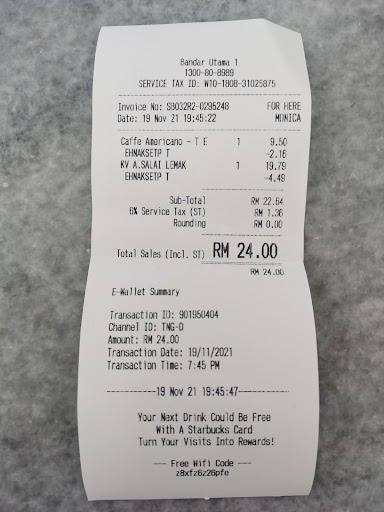 Bandar Utama 1
1300-80-8989
SERVICE TAX ID: W10-1808-31025875
Invoice No: SB032R2-0295248 FOR HERE
Date: 19 Nov 21 19:45:22 MONICA
Caffe Americano - T E 1 9.50
EHNAKSETP T -2.16
KV A.SALAI LEMAK 1 19.79
EHNAKSETP T -4.49
Sub-Total RM 22.64
6% Service Tax (ST) RM 1.36
Rounding RM 0.00
Total Sales (Incl. ST) RM 24.00
RM 24.00
E-Wallet Summary
Transaction ID: 901950404
Channel ID: TNG-D
Amount: RM 24.00
Transaction Date: 19/11/2021
Transaction Time: 7:45 PM
----------19 Nov 21 19:45:47----------
Your Next Drink Could Be Free
With A Starbucks Card
Turn Your Visits Into Rewards!
--- Free Wifi Code ---
z8xfz6z26pfe